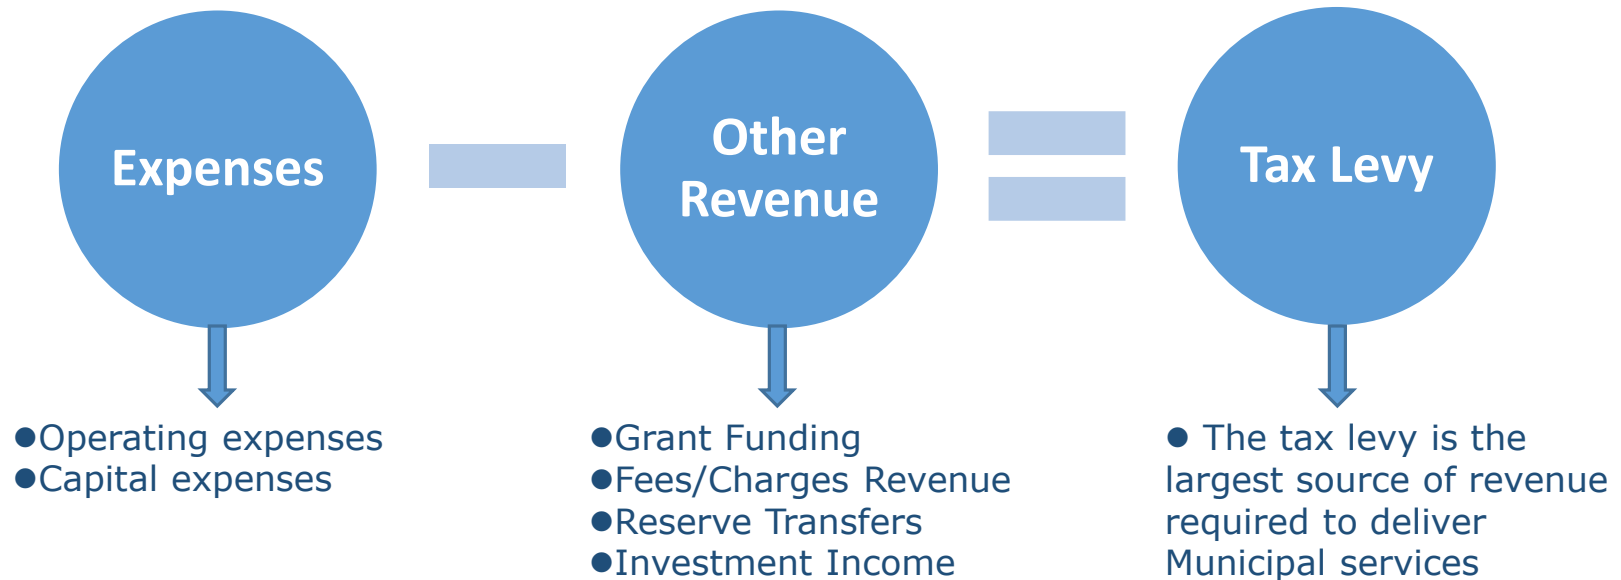 Expenses
Other
Revenue
Tax Levy
●Operating expenses
●Capital expenses
●Grant Funding
●Fees/Charges Revenue
●Reserve Transfers
●Investment Income
● The tax levy is the
largest source of revenue
required to deliver
Municipal services